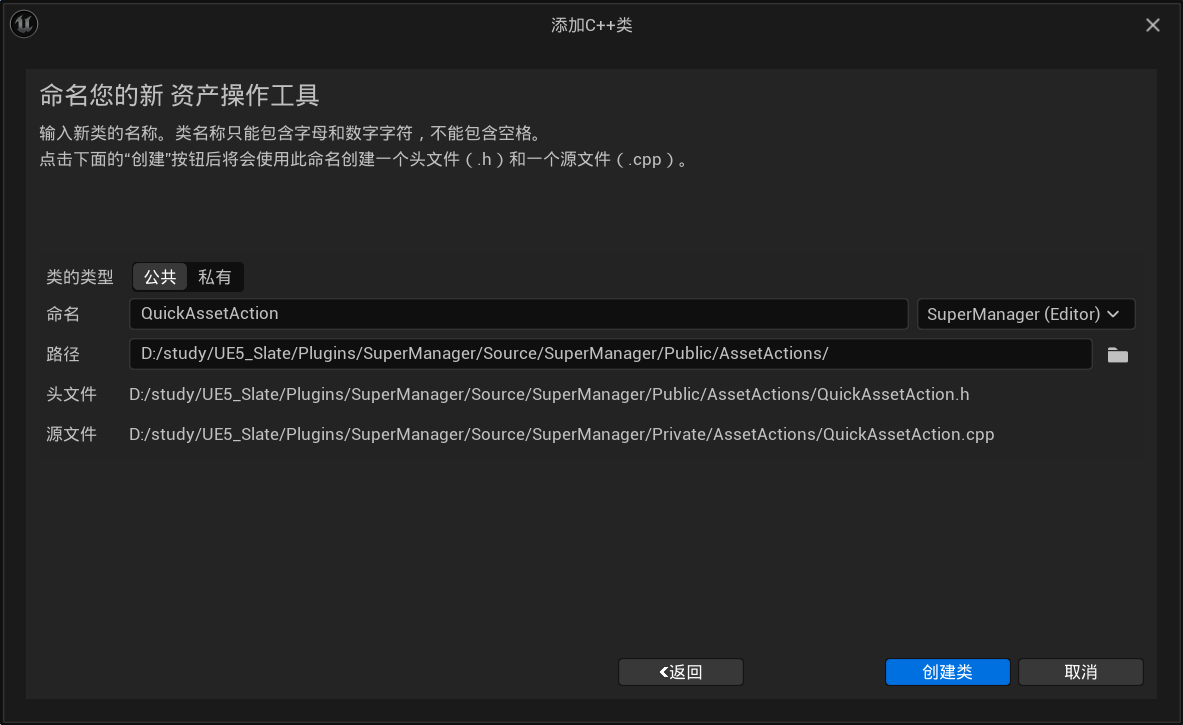 添加C++类
命名您的新 资产操作工具
输入新类的名称。类名称只能包含字母和数字字符，不能包含空格。
点击下面的“创建”按钮后将会使用此命名创建一个头文件（.h）和一个源文件（.cpp）。
类的类型 公共 私有
命名 QuickAssetAction SuperManager (Editor)
路径 D:/study/UE5_Slate/Plugins/SuperManager/Source/SuperManager/Public/AssetActions/
头文件 D:/study/UE5_Slate/Plugins/SuperManager/Source/SuperManager/Public/AssetActions/QuickAssetAction.h
源文件 D:/study/UE5_Slate/Plugins/SuperManager/Source/SuperManager/Private/AssetActions/QuickAssetAction.cpp
返回 创建类 取消